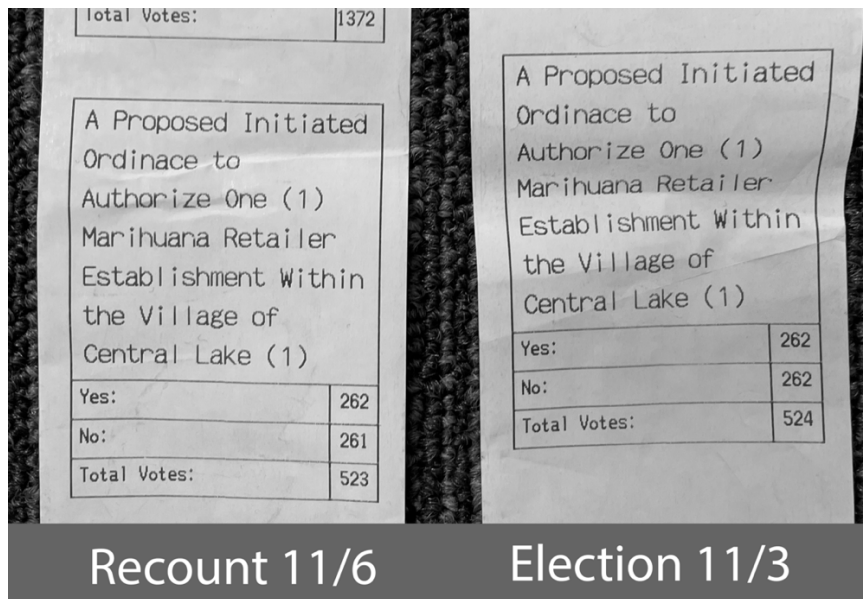 Total Votes: 1372
A Proposed Initiated
Ordinace to
Authorize One (1)
Marihuana Retailer
Establishment Within
the Village of
Central Lake (1)
Yes: 262
No: 261
Total Votes: 523
Recount 11/6
A Proposed Initiated
Ordinace to
Authorize One (1)
Marihuana Retailer
Establishment Within
the Village of
Central Lake (1)
Yes: 262
No: 262
Total Votes: 524
Election 11/3